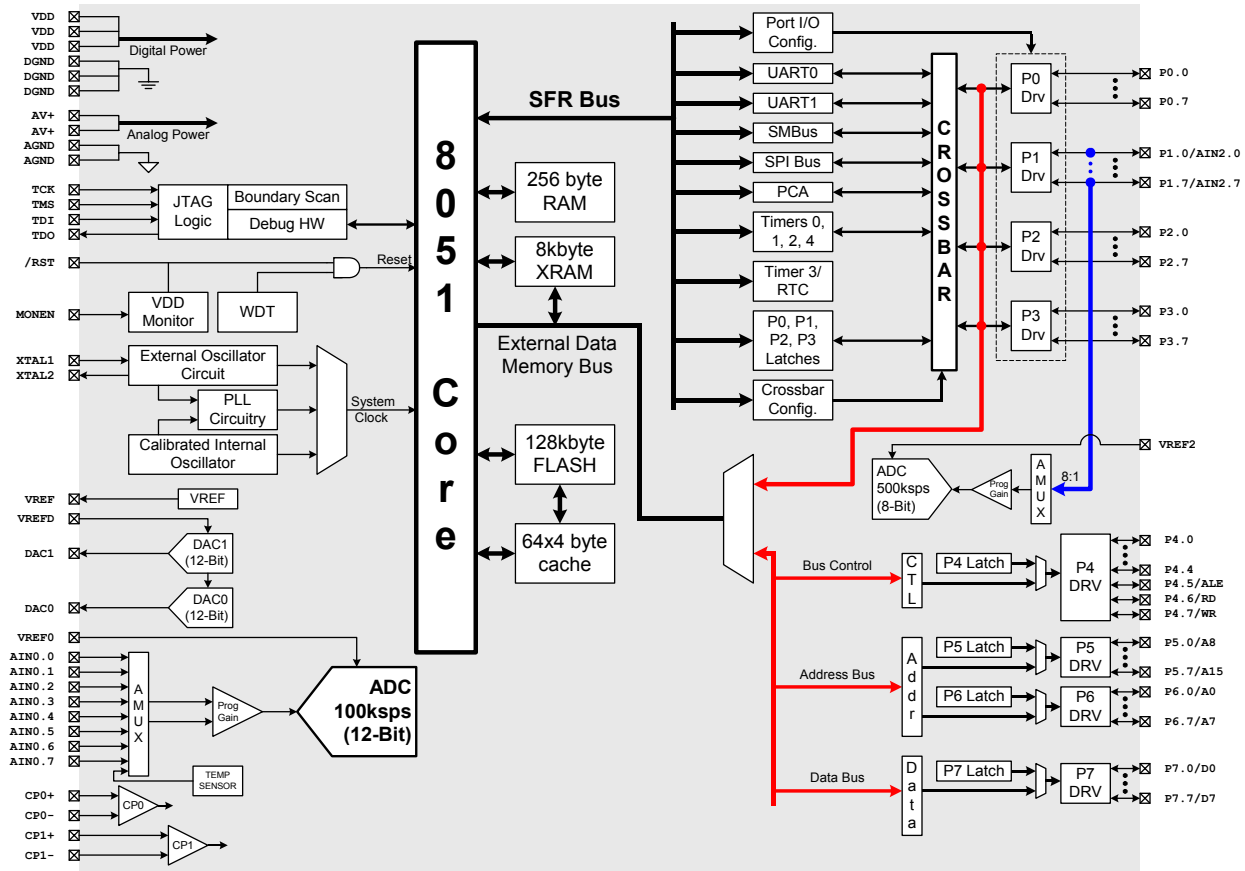 VDD
VDD
VDD
Digital Power
DGND
DGND
DGND
AV+
AV+
Analog Power
AGND
AGND
TCK
TMS
TDI
TDO
JTAG
Logic
Boundary Scan
Debug HW
/RST
Reset
MONEN
VDD
Monitor
WDT
XTAL1
XTAL2
External Oscillator
Circuit
PLL
Circuitry
Calibrated Internal
Oscillator
System
Clock
VREF
VREF
VREFD
DAC1
DAC1
(12-Bit)
DAC0
DAC0
(12-Bit)
VREF0
AIN0.0
AIN0.1
AIN0.2
AIN0.3
AIN0.4
AIN0.5
AIN0.6
AIN0.7
AMUX
Prog
Gain
ADC
100ksps
(12-Bit)
TEMP
SENSOR
CP0+
CP0-
CP0
CP1+
CP1-
CP1
8051 Core
SFR Bus
256 byte
RAM
8kbyte
XRAM
External Data
Memory Bus
128kbyte
FLASH
64x4 byte
cache
Port I/O
Config.
UART0
UART1
SMBus
SPI Bus
PCA
Timers 0,
1, 2, 4
Timer 3/
RTC
P0, P1,
P2, P3
Latches
Crossbar
Config.
CROSSBAR
P0
Drv
P1
Drv
P2
Drv
P3
Drv
P0.0
P0.7
P1.0/AIN2.0
P1.7/AIN2.7
P2.0
P2.7
P3.0
P3.7
VREF2
ADC
500ksps
(8-Bit)
Prog
Gain
AMUX
8:1
Bus Control
CTL
P4 Latch
P4
DRV
P4.0
P4.4
P4.5/ALE
P4.6/RD
P4.7/WR
Address Bus
Addr
P5 Latch
P5
DRV
P5.0/A8
P5.7/A15
P6 Latch
P6
DRV
P6.0/A0
P6.7/A7
Data Bus
Data
P7 Latch
P7
DRV
P7.0/D0
P7.7/D7